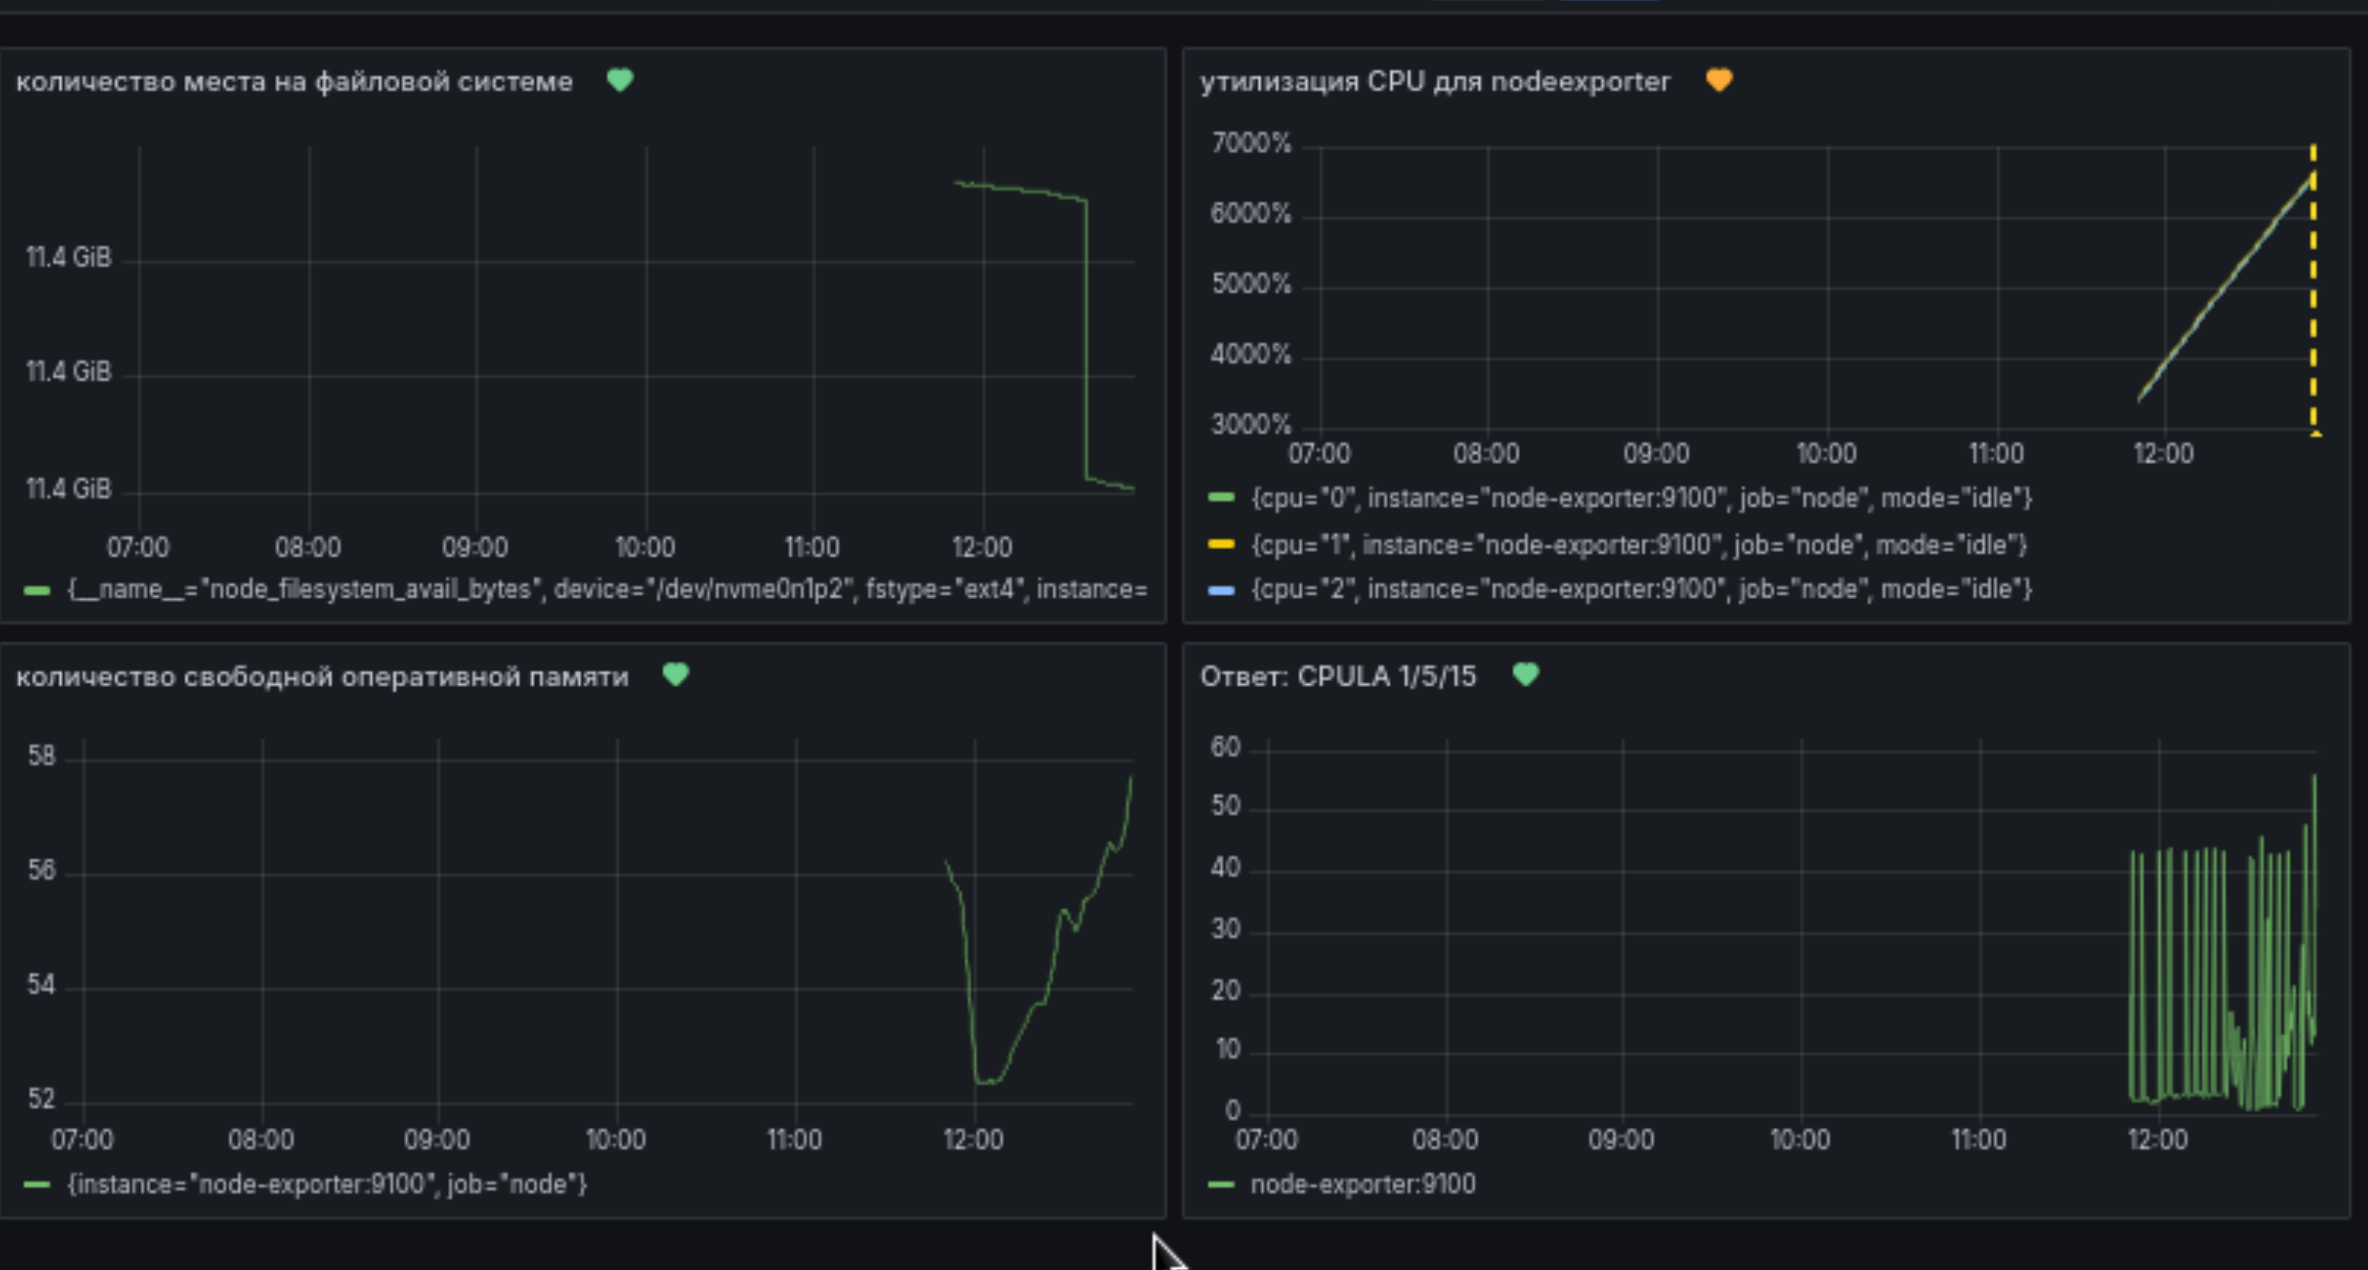 количество места на файловой системе
11.4 GiB
11.4 GiB
11.4 GiB
07:00 08:00 09:00 10:00 11:00 12:00
{__name__="node_filesystem_avail_bytes", device="/dev/nvme0n1p2", fstype="ext4", instance=
утилизация CPU для nodeexporter
7000%
6000%
5000%
4000%
3000%
07:00 08:00 09:00 10:00 11:00 12:00
{cpu="0", instance="node-exporter:9100", job="node", mode="idle"}
{cpu="1", instance="node-exporter:9100", job="node", mode="idle"}
{cpu="2", instance="node-exporter:9100", job="node", mode="idle"}
количество свободной оперативной памяти
58
56
54
52
07:00 08:00 09:00 10:00 11:00 12:00
{instance="node-exporter:9100", job="node"}
Ответ: CPULA 1/5/15
60
50
40
30
20
10
0
07:00 08:00 09:00 10:00 11:00 12:00
node-exporter:9100